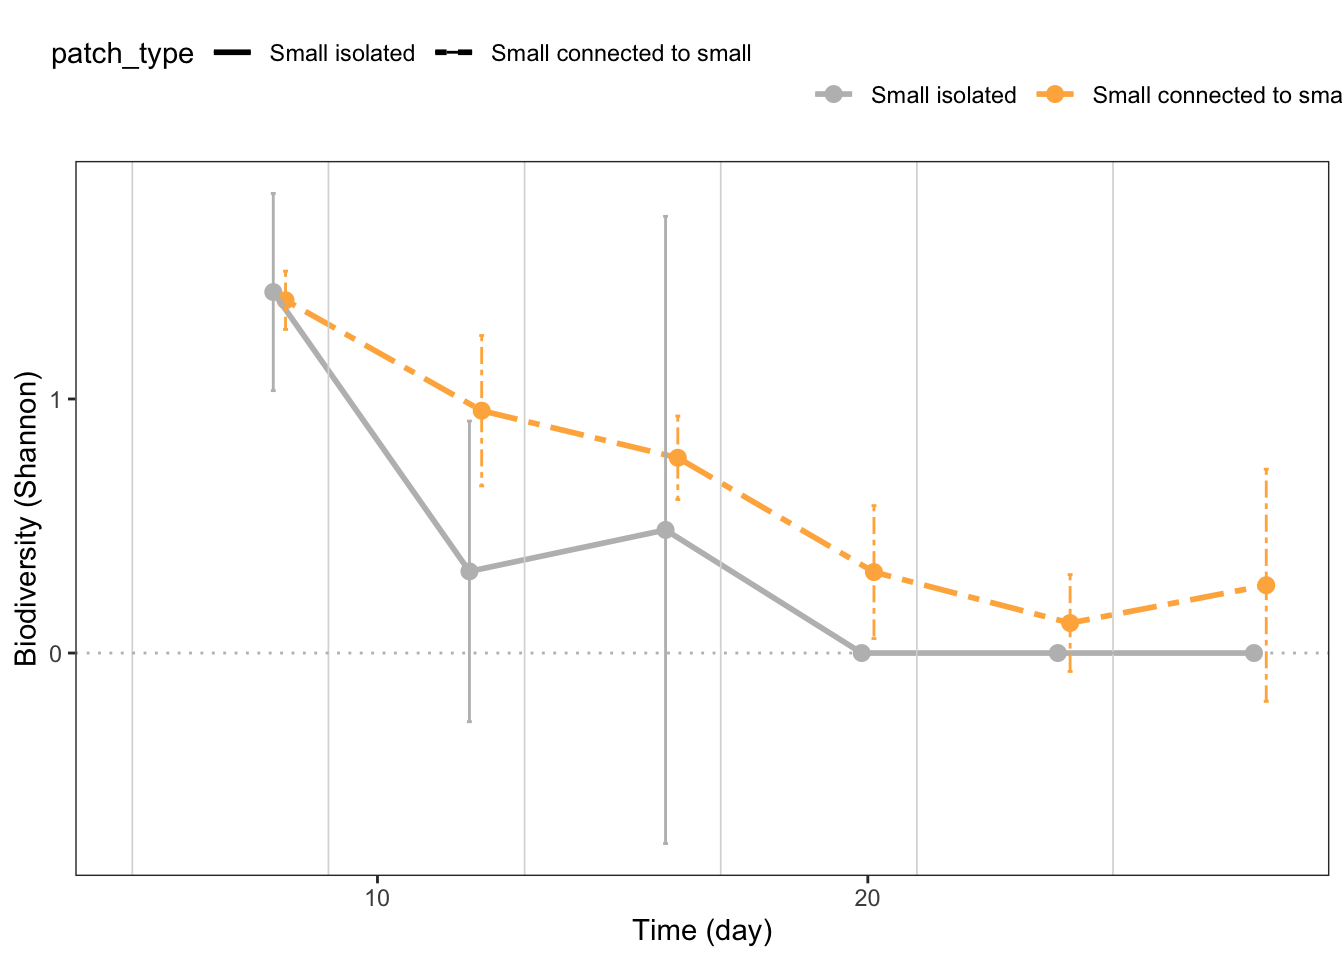 patch_type Small isolated Small connected to small
Small isolated Small connected to sma
Biodiversity (Shannon)
1
0
10 20
Time (day)